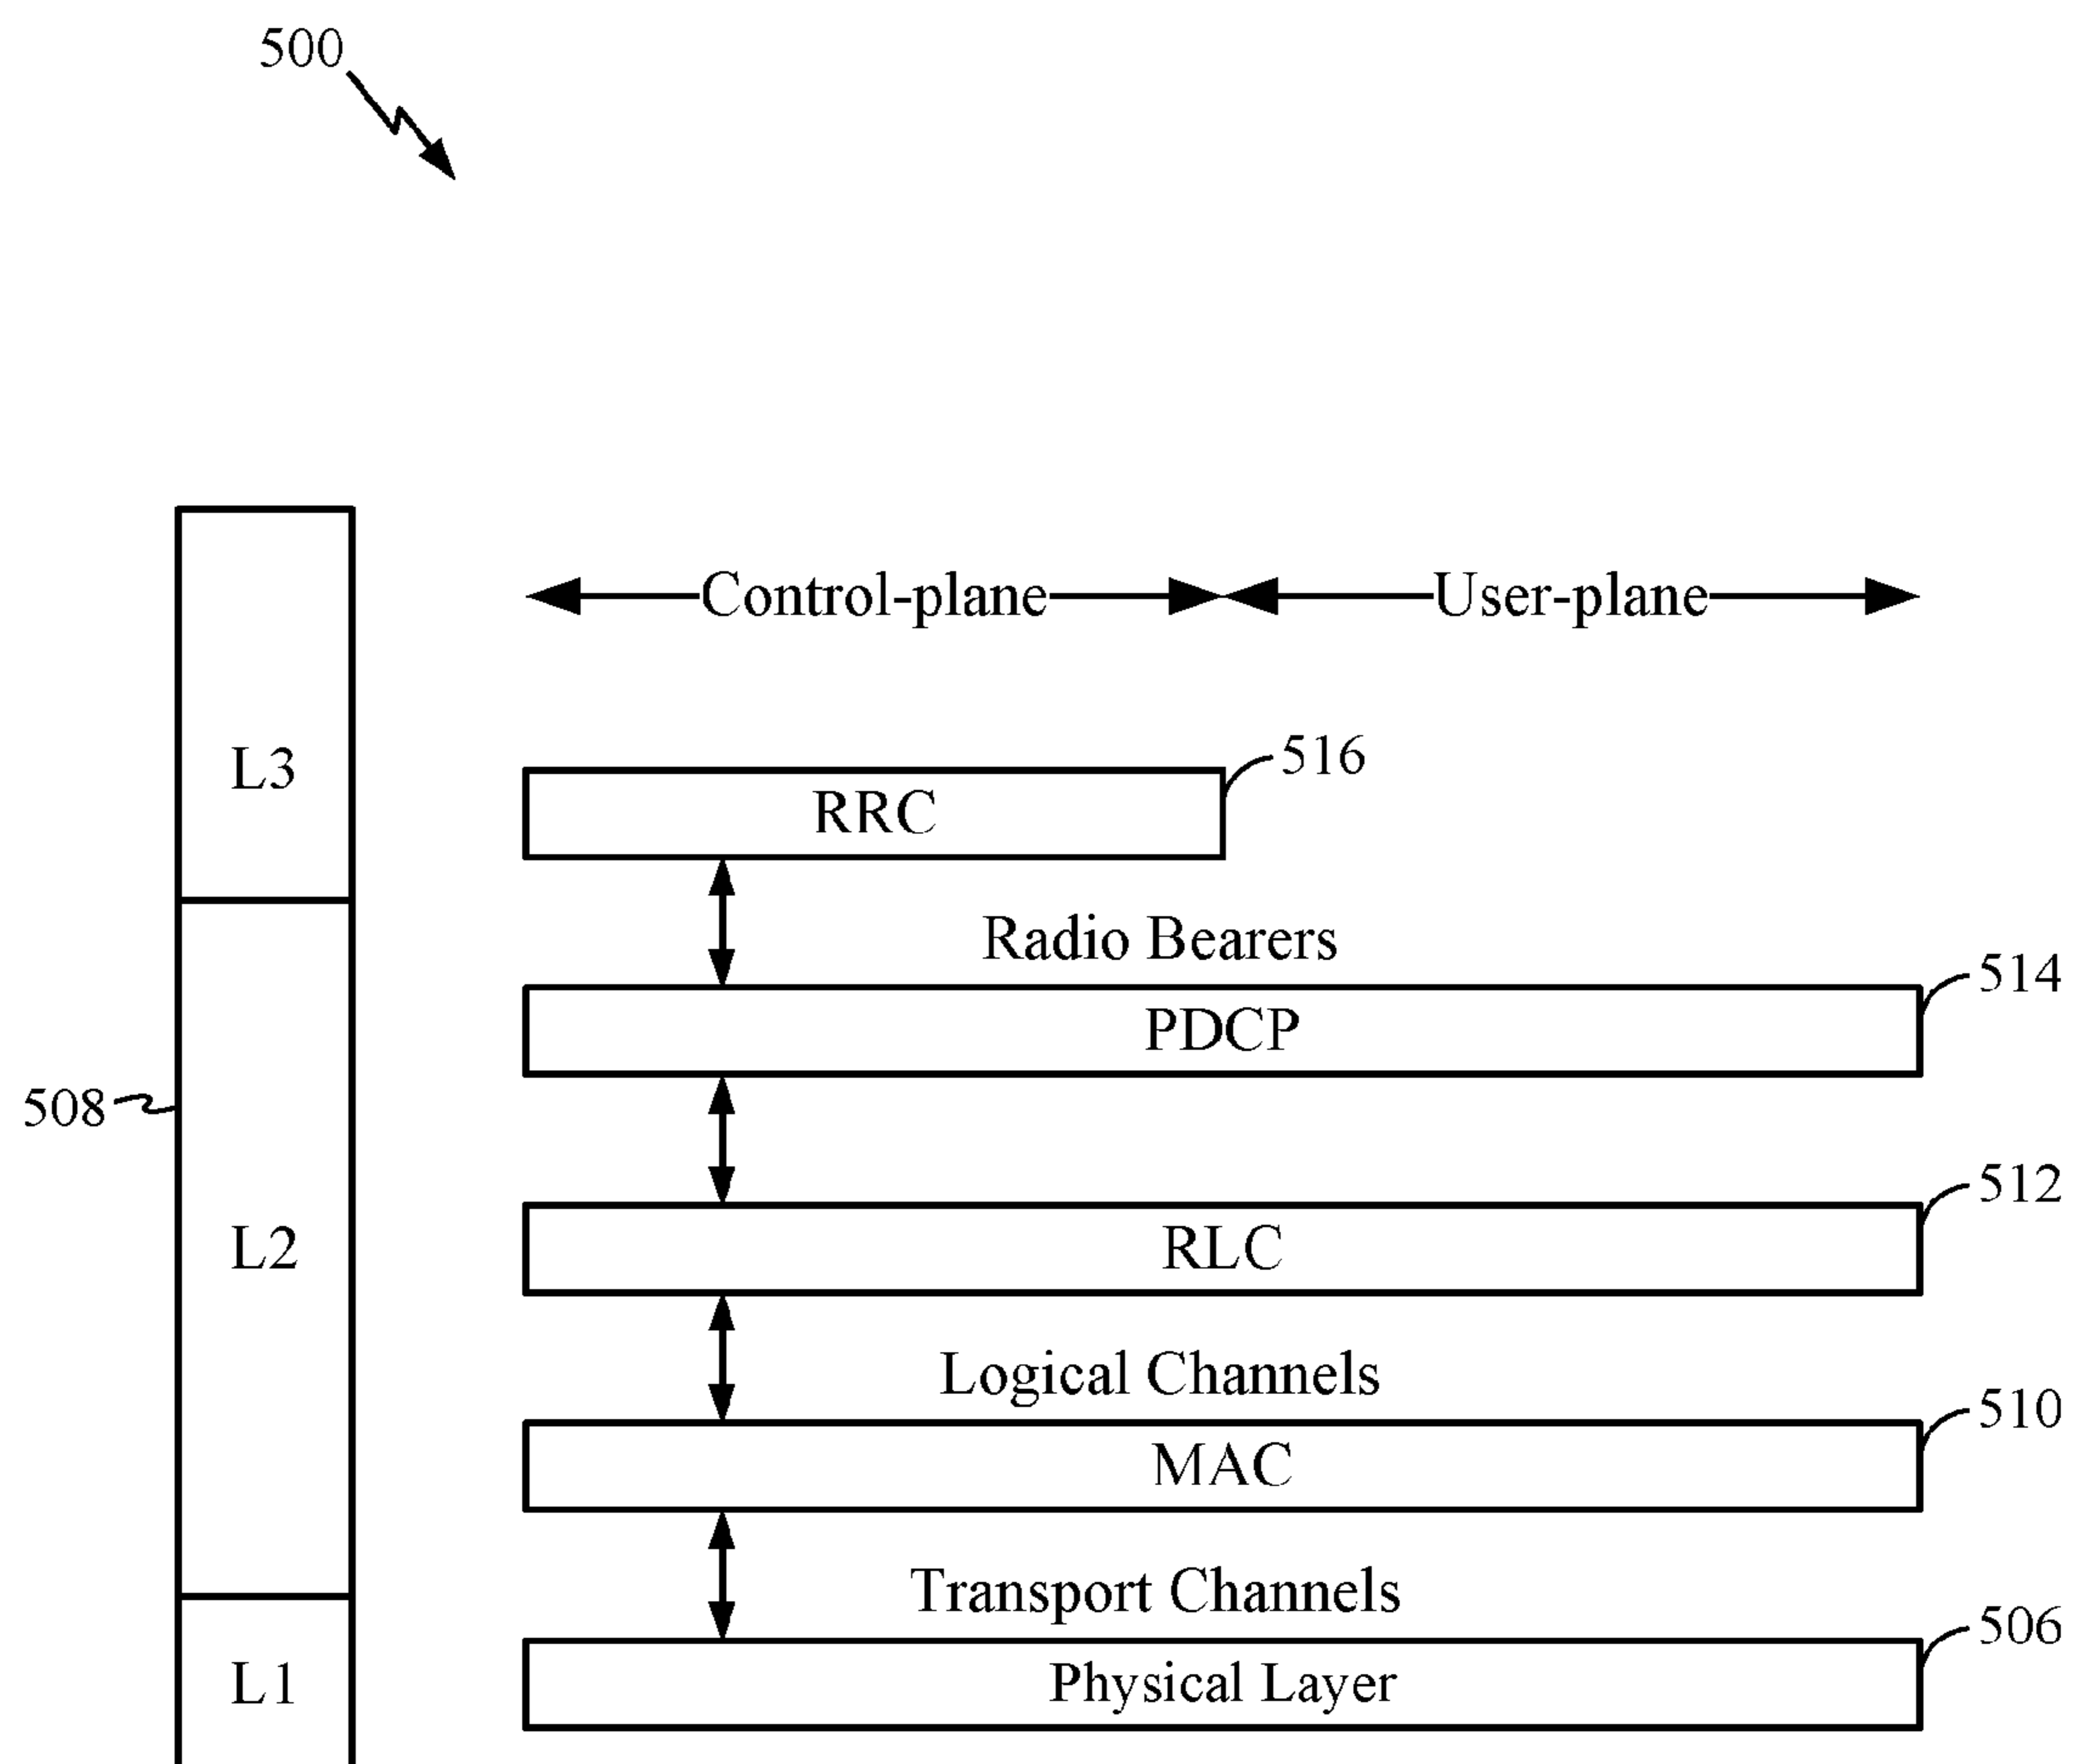 500
Control-plane User-plane
L3
516
RRC
Radio Bearers
514
PDCP
508
512
L2
RLC
Logical Channels
510
MAC
Transport Channels
506
L1
Physical Layer